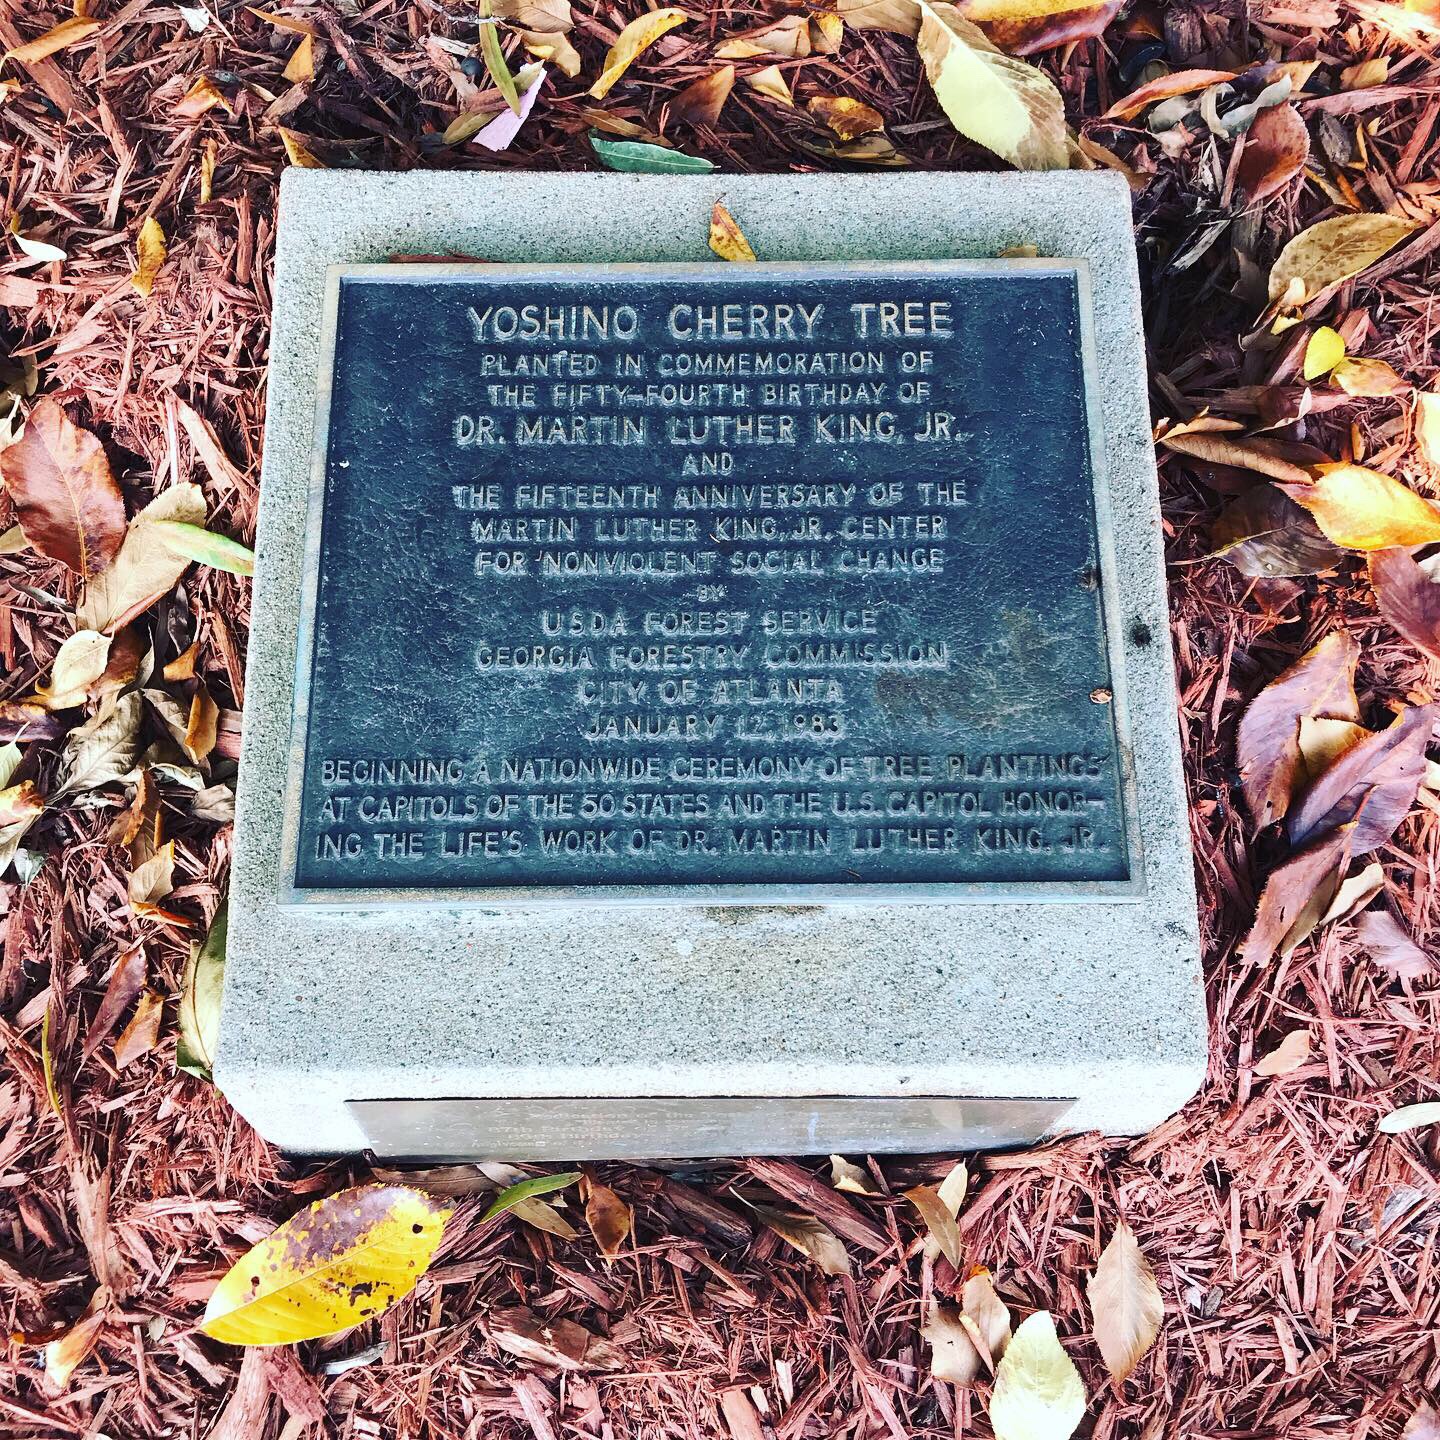 YOSHINO CHERRY TREE
PLANTED IN COMMEMORATION OF
THE FIFTY-FOURTH BIRTHDAY OF
DR. MARTIN LUTHER KING, JR.
AND
THE FIFTEENTH ANNIVERSARY OF THE
MARTIN LUTHER KING, JR. CENTER
FOR NONVIOLENT SOCIAL CHANGE
BY
USDA FOREST SERVICE
GEORGIA FORESTRY COMMISSION
CITY OF ATLANTA
JANUARY 12, 1983
BEGINNING A NATIONWIDE CEREMONY OF TREE PLANTINGS
AT CAPITOLS OF THE 50 STATES AND THE U.S. CAPITOL HONOR-
ING THE LIFE'S WORK OF DR. MARTIN LUTHER KING, JR.